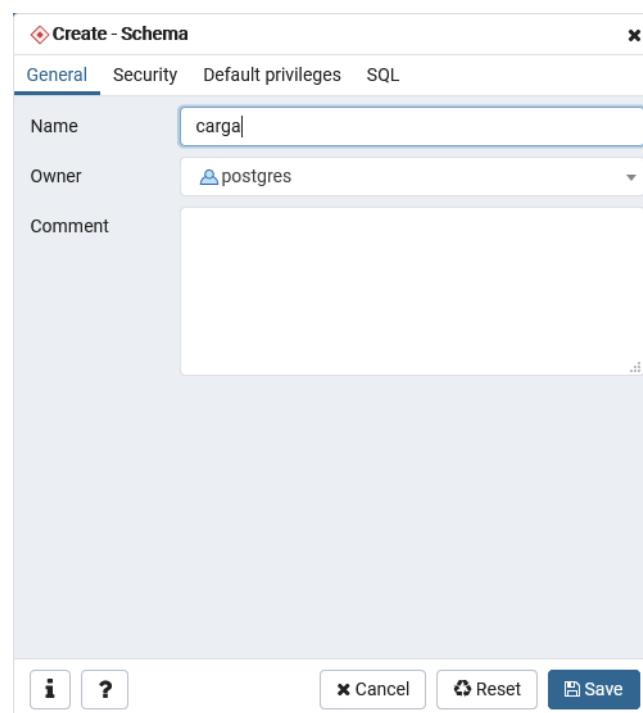 Create - Schema
General Security Default privileges SQL
Name carga
Owner postgres
Comment
i ? Cancel Reset Save